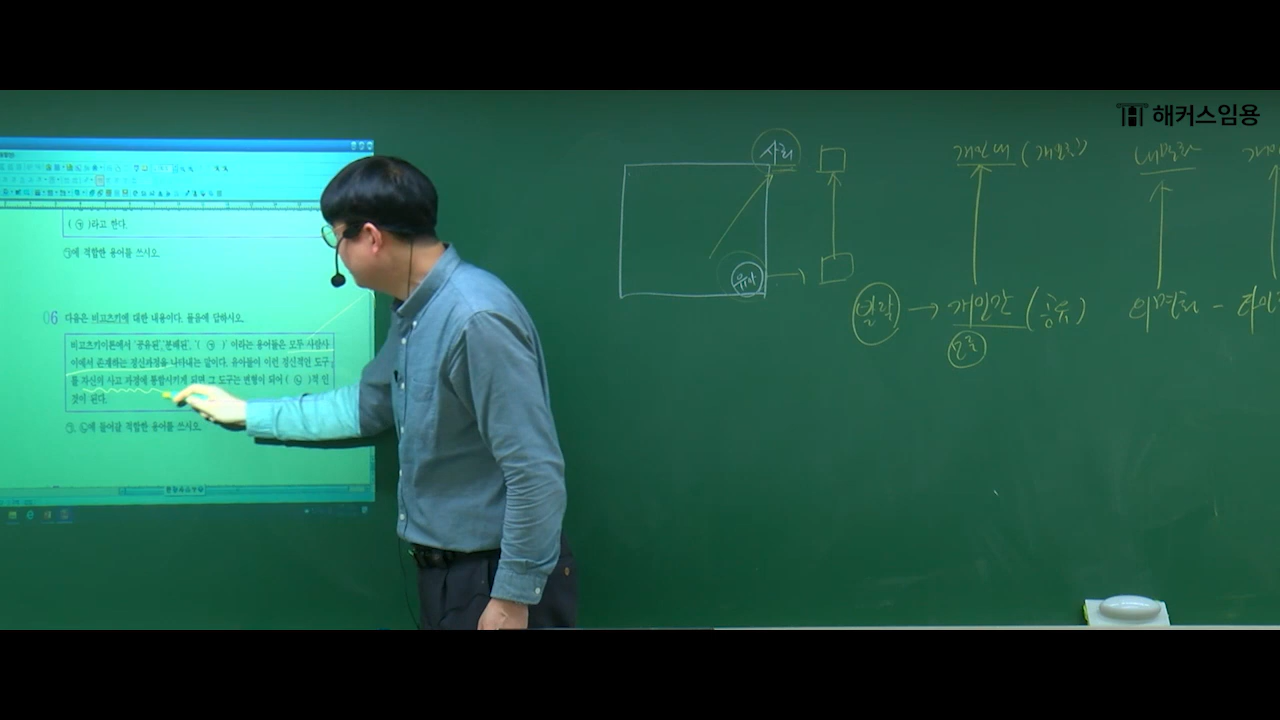 해커스임용
( ㉠ )라고 한다.
㉠에 적합한 용어를 쓰시오.
06 다음은 비고츠키에 대한 내용이다. 물음에 답하시오.
비고츠키이론에서 '공유된', '분배된', '( ㉠ )' 이라는 용어들은 모두 사람사
이에서 존재하는 정신과정을 나타내는 말이다. 유아들이 이런 정신적인 도구
를 자신의 사고 과정에 통합시키게 되면 그 도구는 변형이 되어 ( ㉡ )적 인
것이 된다.
㉠, ㉡에 들어갈 적합한 용어를 쓰시오.
사회
유아
개인내 (개별)
맥락 → 개인간 (공유)
내면화
외면화 -